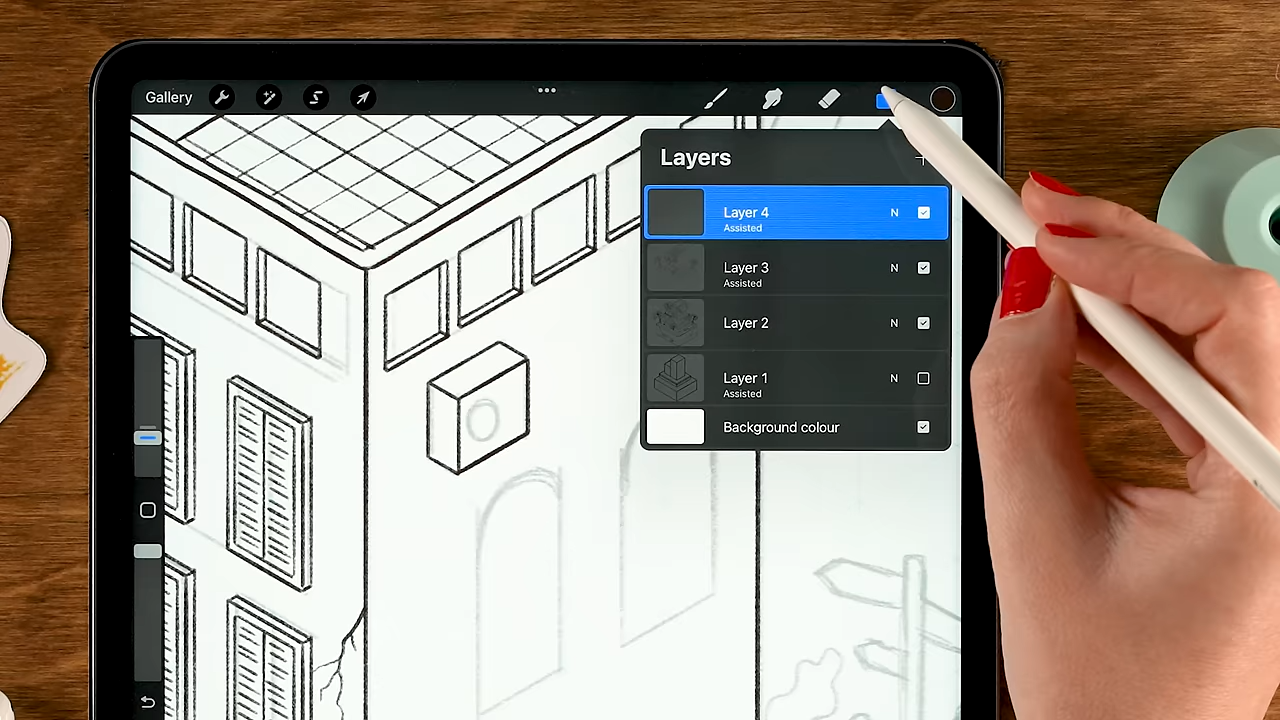 Gallery
Layers
Layer 4
N
Assisted
Layer 3
N
Assisted
Layer 2
N
Layer 1
N
Assisted
Background colour